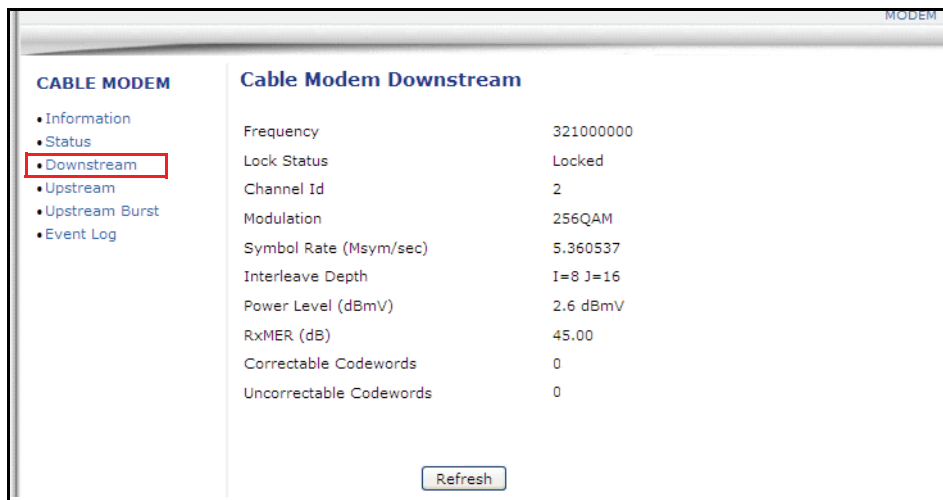 MODEM
CABLE MODEM
• Information
• Status
• Downstream
• Upstream
• Upstream Burst
• Event Log
Cable Modem Downstream
Frequency 321000000
Lock Status Locked
Channel Id 2
Modulation 256QAM
Symbol Rate (Msym/sec) 5.360537
Interleave Depth I=8 J=16
Power Level (dBmV) 2.6 dBmV
RxMER (dB) 45.00
Correctable Codewords 0
Uncorrectable Codewords 0
Refresh